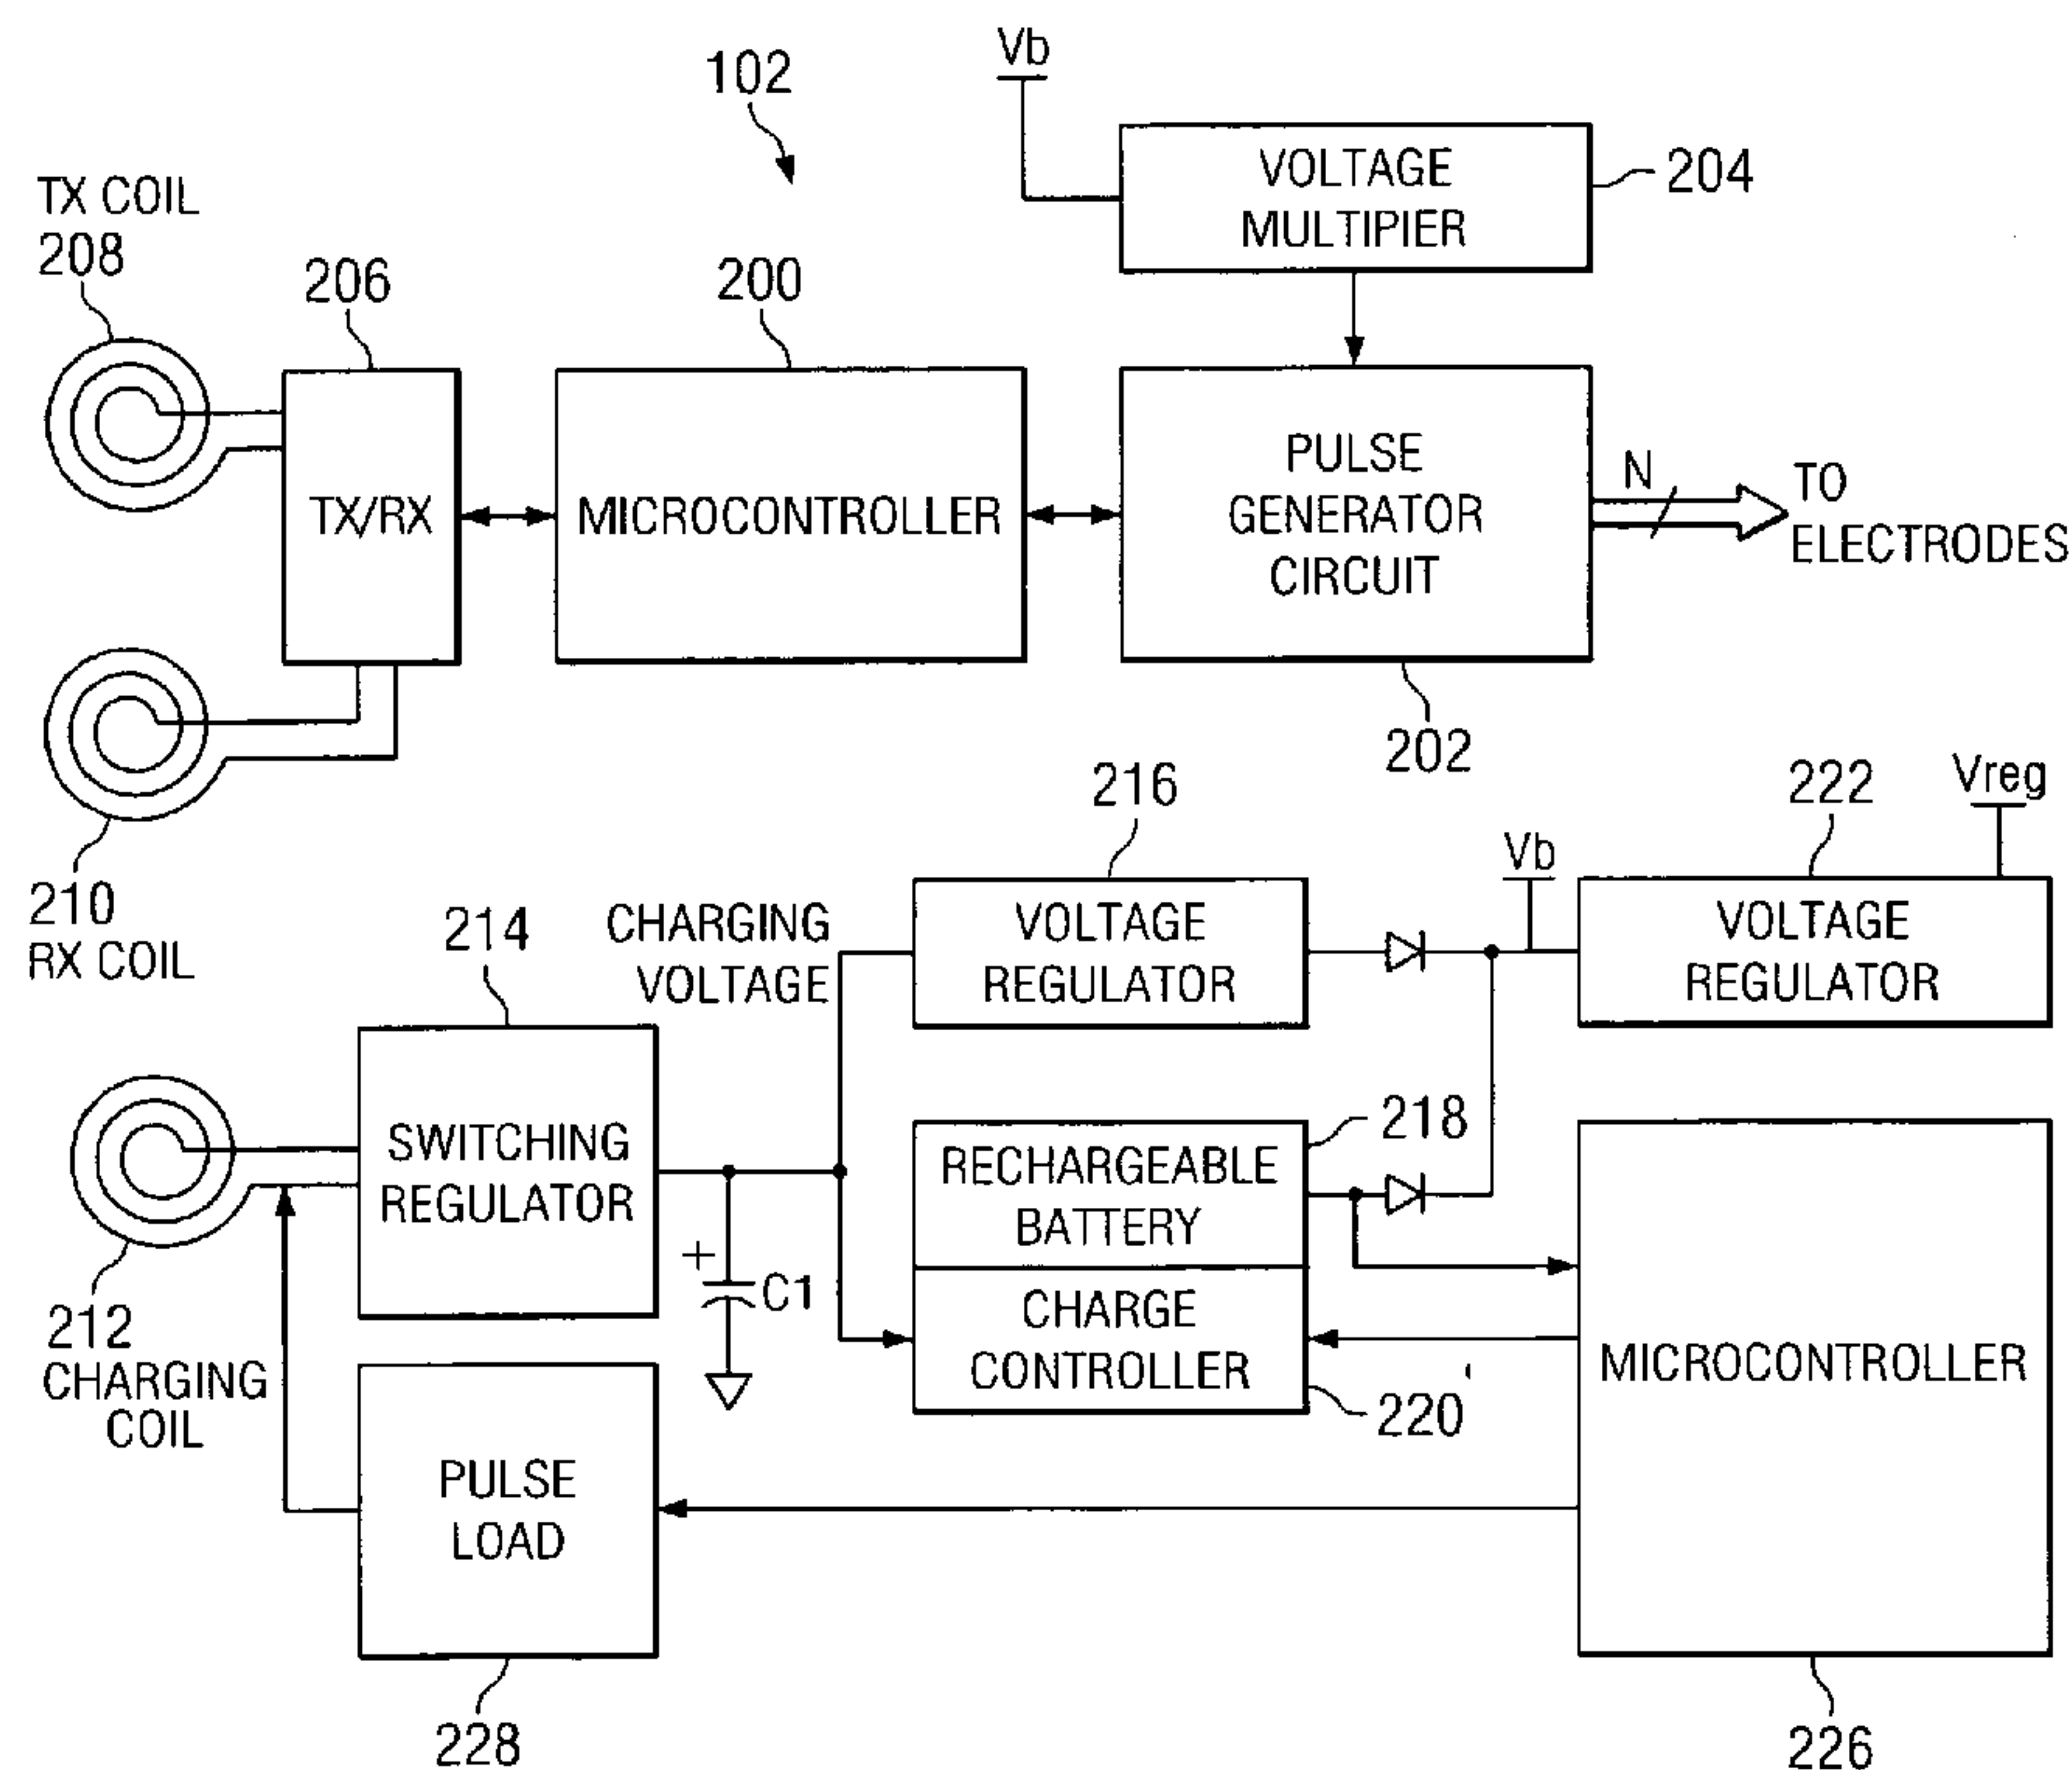 Vb
102
VOLTAGE
MULTIPIER
204
TX COIL
208
206
200
TX/RX
MICROCONTROLLER
PULSE
GENERATOR
CIRCUIT
N
TO
ELECTRODES
202
210
RX COIL
216
Vb
222
Vreg
214
CHARGING
VOLTAGE
VOLTAGE
REGULATOR
VOLTAGE
REGULATOR
SWITCHING
REGULATOR
+
C1
RECHARGEABLE
BATTERY
218
CHARGE
CONTROLLER
220
MICROCONTROLLER
212
CHARGING
COIL
PULSE
LOAD
228
226